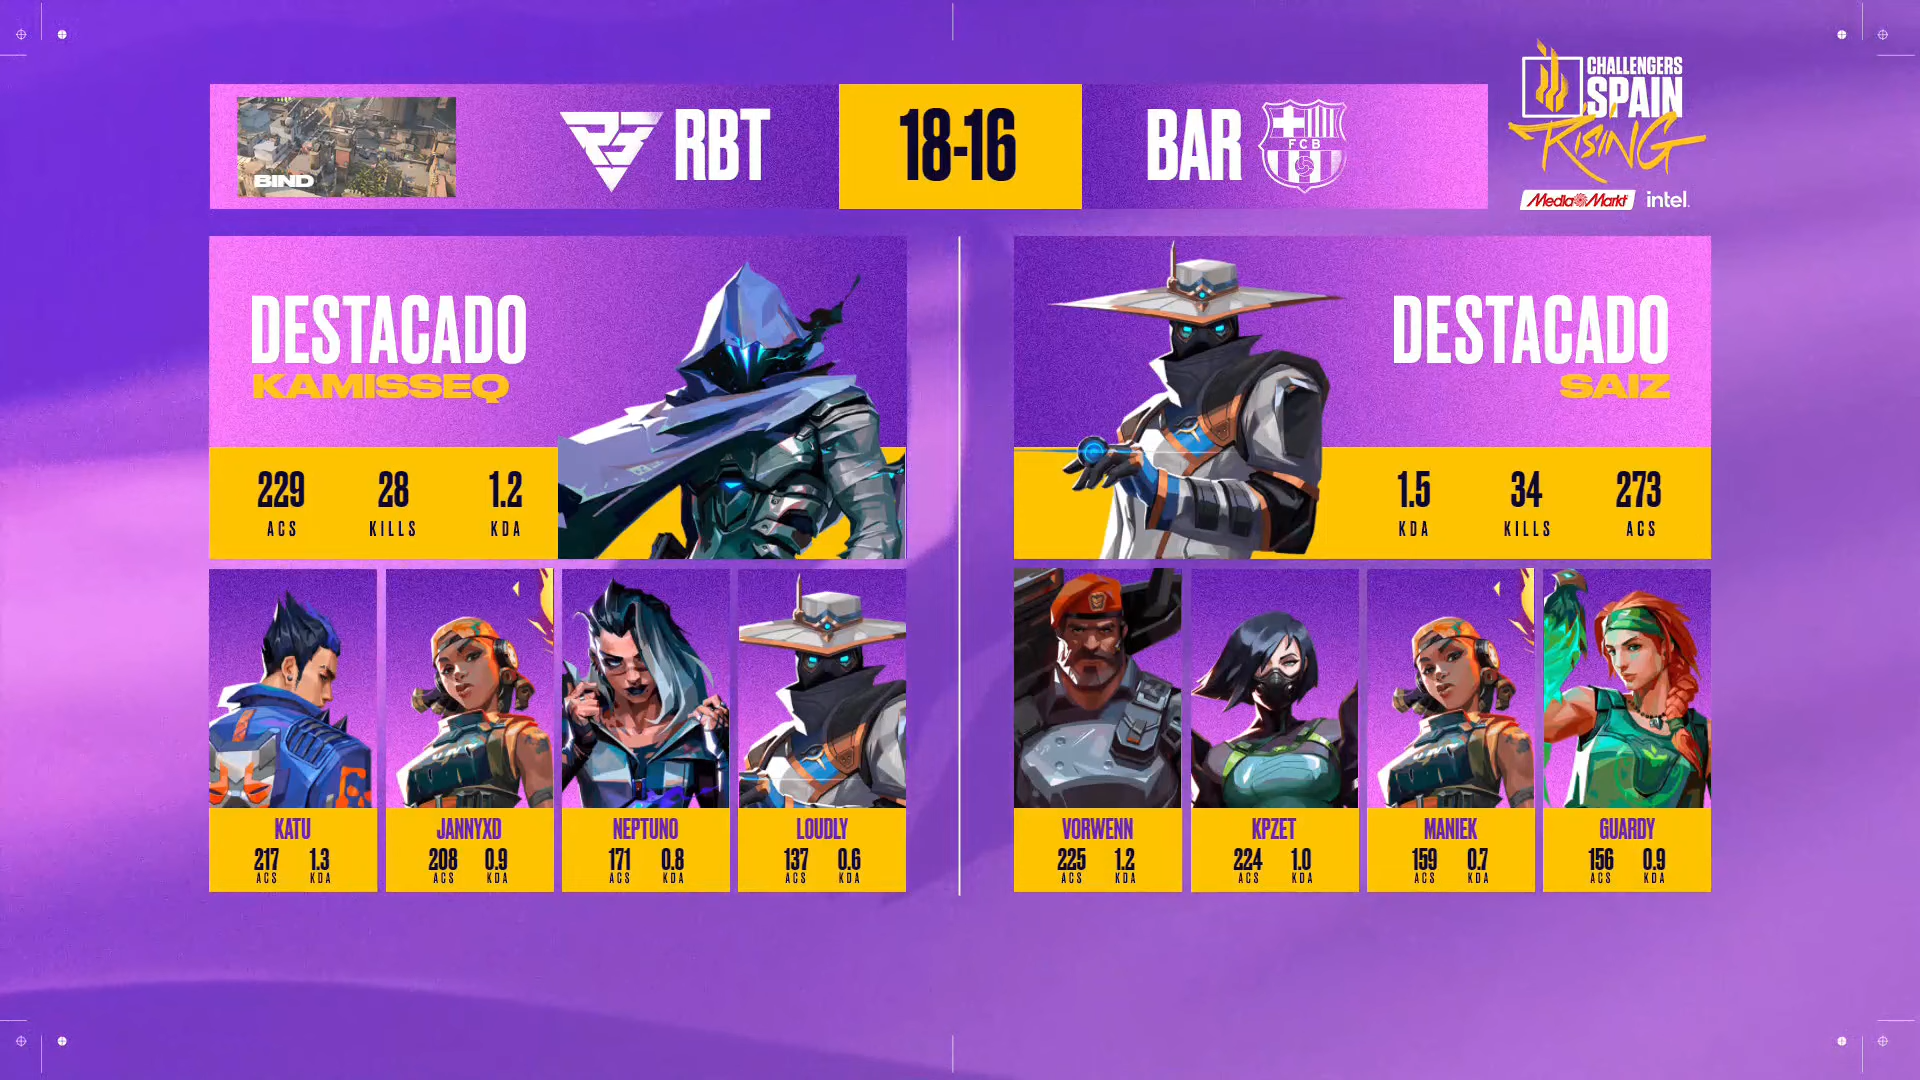 BIND
RBT
18-16
BAR
FCB
CHALLENGERS
SPAIN
RISING
MediaMarkt
intel.
DESTACADO
KAMISSEQ
229 28 1.2
ACS KILLS KDA
DESTACADO
SAIZ
1.5 34 273
KDA KILLS ACS
KATU
217 1.3
ACS KDA
JANNYXD
208 0.9
ACS KDA
NEPTUNO
171 0.8
ACS KDA
LOUDLY
137 0.6
ACS KDA
VORWENN
225 1.2
ACS KDA
KPZET
224 1.0
ACS KDA
MANIEK
159 0.7
ACS KDA
GUARDY
156 0.9
ACS KDA